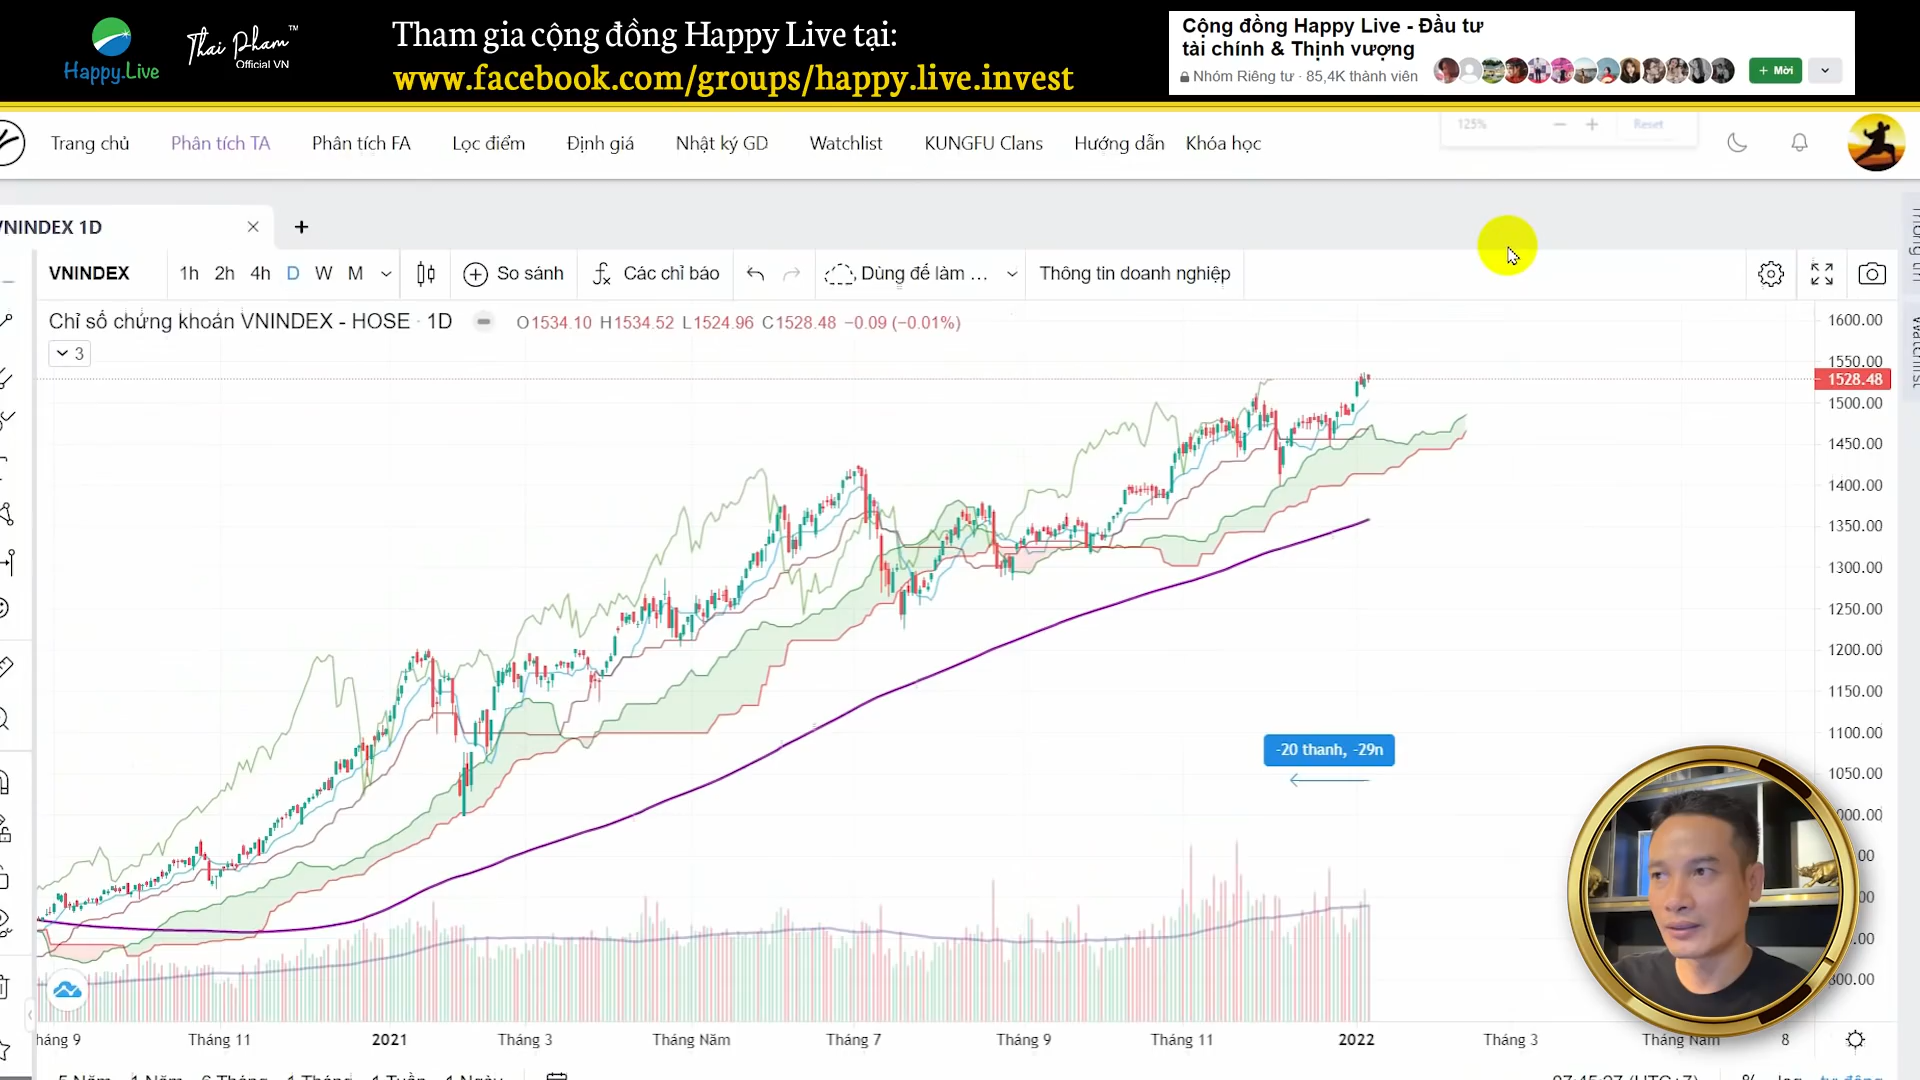 Happy.Live
Thai Pham™
Official VN
Tham gia cộng đồng Happy Live tại:
www.facebook.com/groups/happy.live.invest
Cộng đồng Happy Live - Đầu tư
tài chính & Thịnh vượng
Nhóm Riêng tư · 85,4K thành viên
+ Mời
Trang chủ Phân tích TA Phân tích FA Lọc điểm Định giá Nhật ký GD Watchlist KUNGFU Clans Hướng dẫn Khóa học
125% − + Reset
VNINDEX 1D
VNINDEX 1h 2h 4h D W M So sánh Các chỉ báo Dùng để làm ... Thông tin doanh nghiệp
Chỉ số chứng khoán VNINDEX - HOSE · 1D O1534.10 H1534.52 L1524.96 C1528.48 −0.09 (−0.01%)
3
1600.00
1550.00
1528.48
1500.00
1450.00
1400.00
1350.00
1300.00
1250.00
1200.00
1150.00
1100.00
1050.00
-20 thanh, -29n
Tháng 11 2021 Tháng 3 Tháng Năm Tháng 7 Tháng 9 Tháng 11 2022 Tháng 3 Tháng Năm 8